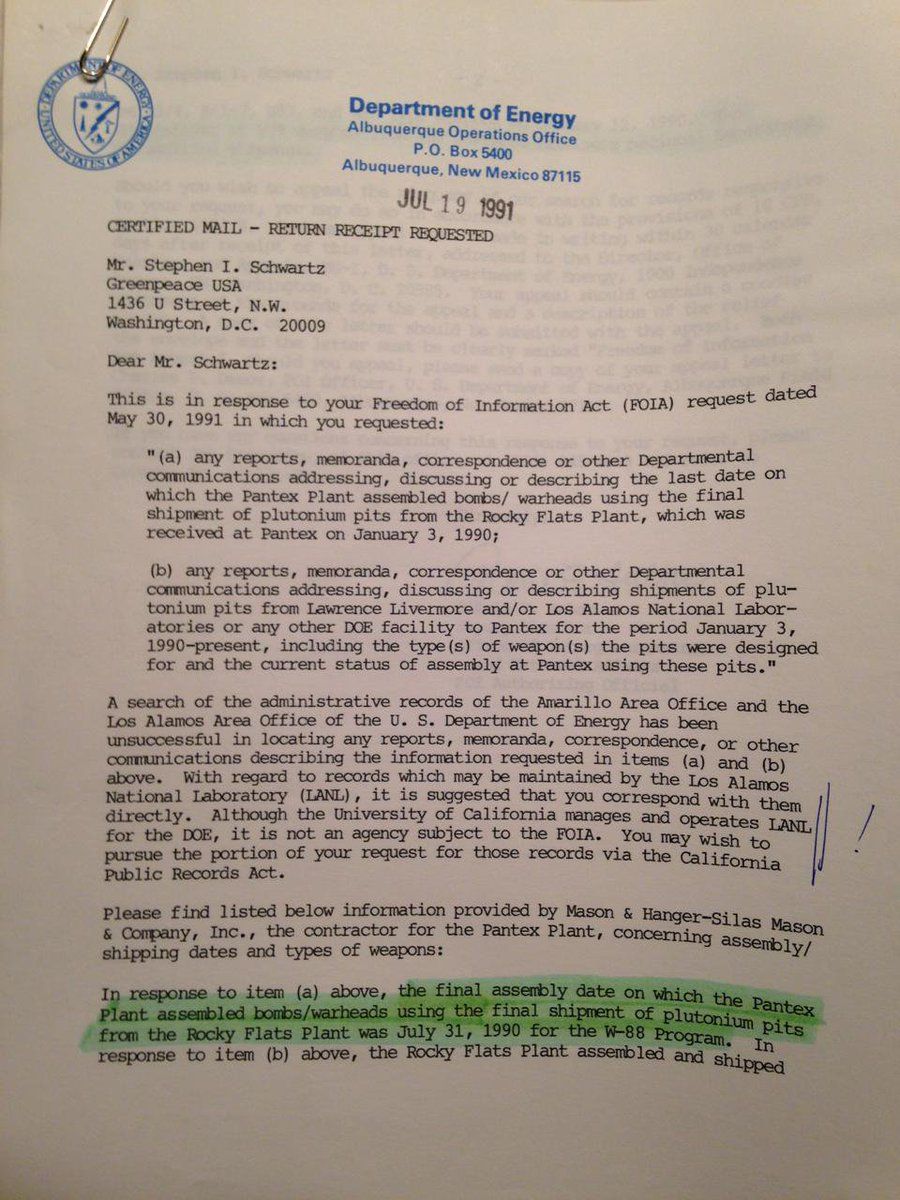 DEPARTMENT OF ENERGY
UNITED STATES OF AMERICA
Department of Energy
Albuquerque Operations Office
P.O. Box 5400
Albuquerque, New Mexico 87115
JUL 19 1991
CERTIFIED MAIL - RETURN RECEIPT REQUESTED
Mr. Stephen I. Schwartz
Greenpeace USA
1436 U Street, N.W.
Washington, D.C. 20009
Dear Mr. Schwartz:
This is in response to your Freedom of Information Act (FOIA) request dated
May 30, 1991 in which you requested:
"(a) any reports, memoranda, correspondence or other Departmental
communications addressing, discussing or describing the last date on
which the Pantex Plant assembled bombs/ warheads using the final
shipment of plutonium pits from the Rocky Flats Plant, which was
received at Pantex on January 3, 1990;
(b) any reports, memoranda, correspondence or other Departmental
communications addressing, discussing or describing shipments of plu-
tonium pits from Lawrence Livermore and/or Los Alamos National Labor-
atories or any other DOE facility to Pantex for the period January 3,
1990-present, including the type(s) of weapon(s) the pits were designed
for and the current status of assembly at Pantex using these pits."
A search of the administrative records of the Amarillo Area Office and the
Los Alamos Area Office of the U. S. Department of Energy has been
unsuccessful in locating any reports, memoranda, correspondence, or other
communications describing the information requested in items (a) and (b)
above. With regard to records which may be maintained by the Los Alamos
National Laboratory (LANL), it is suggested that you correspond with them
directly. Although the University of California manages and operates LANL
for the DOE, it is not an agency subject to the FOIA. You may wish to
pursue the portion of your request for those records via the California
Public Records Act.
!
Please find listed below information provided by Mason & Hanger-Silas Mason
& Company, Inc., the contractor for the Pantex Plant, concerning assembly/
shipping dates and types of weapons:
In response to item (a) above, the final assembly date on which the Pantex
Plant assembled bombs/warheads using the final shipment of plutonium pits
from the Rocky Flats Plant was July 31, 1990 for the W-88 Program. In
response to item (b) above, the Rocky Flats Plant assembled and shipped